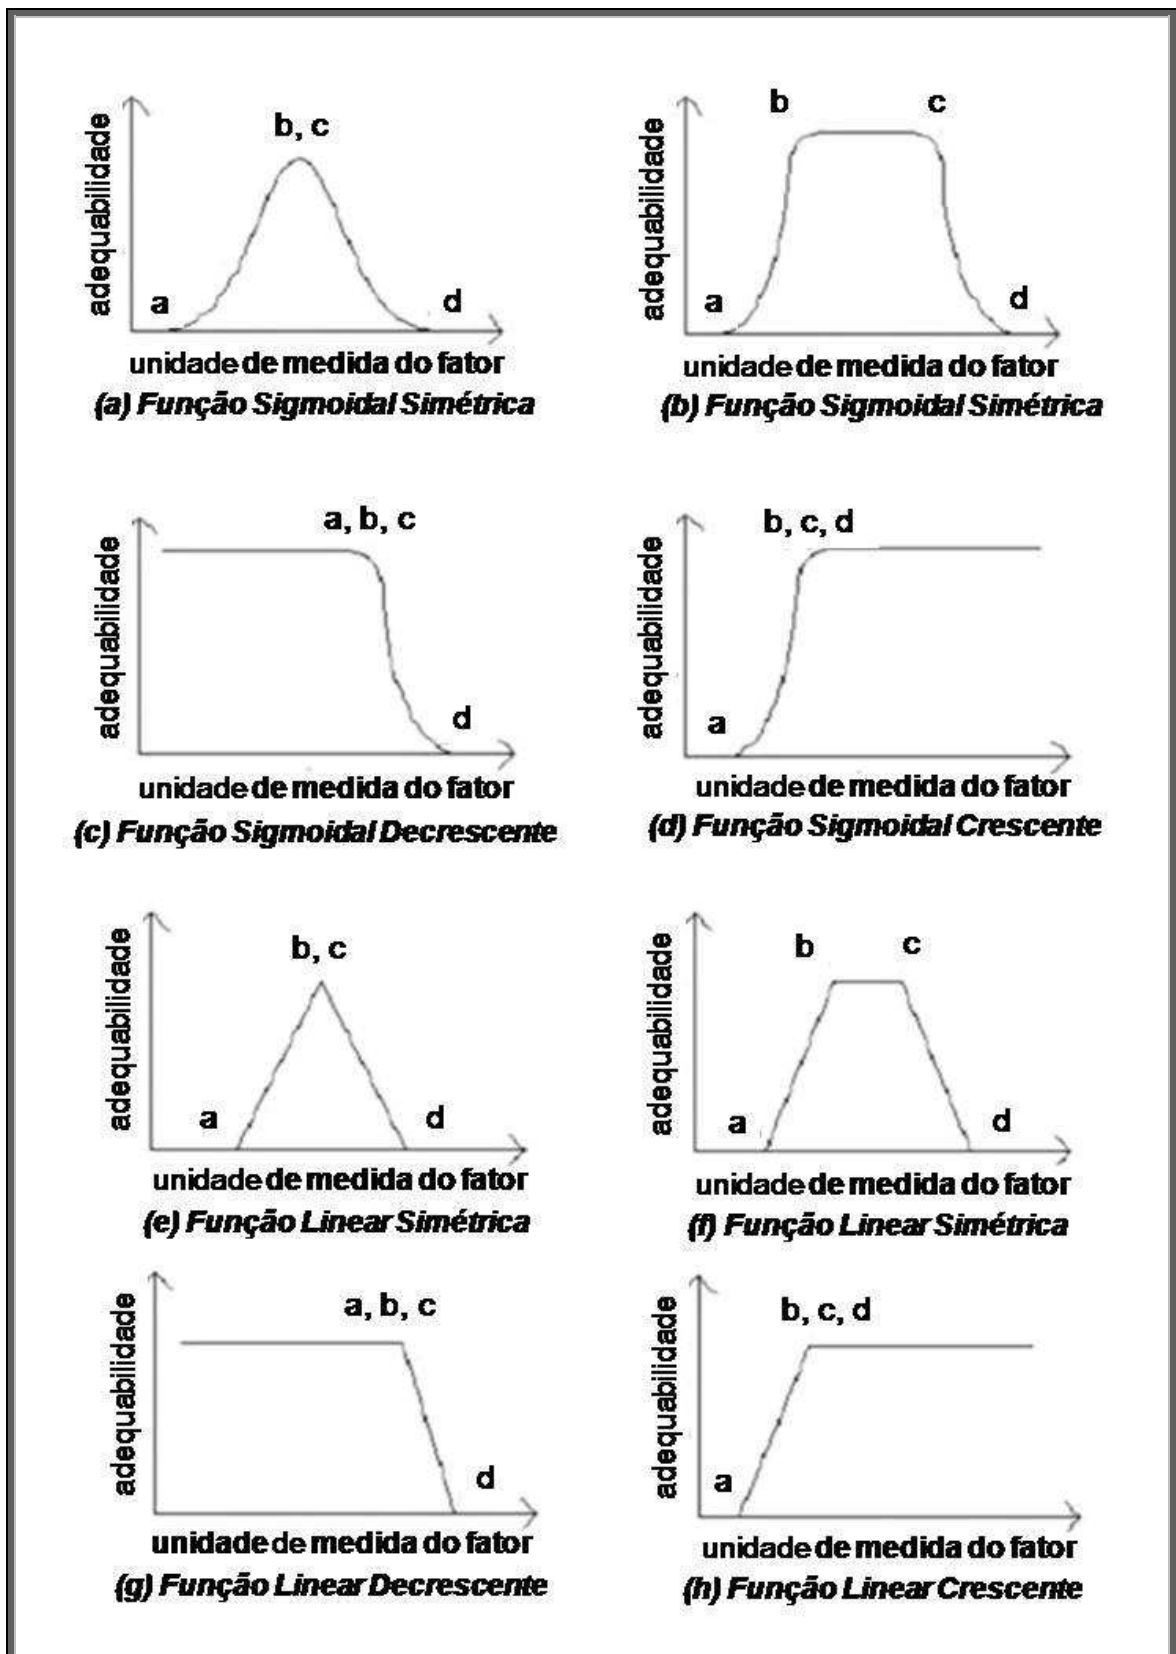 b, c
adequabilidade
a
d
unidade de medida do fator
(a) Função Sigmoidal Simétrica
b
c
adequabilidade
a
d
unidade de medida do fator
(b) Função Sigmoidal Simétrica
a, b, c
adequabilidade
d
unidade de medida do fator
(c) Função Sigmoidal Decrescente
b, c, d
adequabilidade
a
unidade de medida do fator
(d) Função Sigmoidal Crescente
b, c
adequabilidade
a
d
unidade de medida do fator
(e) Função Linear Simétrica
b
c
adequabilidade
a
d
unidade de medida do fator
(f) Função Linear Simétrica
a, b, c
adequabilidade
d
unidade de medida do fator
(g) Função Linear Decrescente
b, c, d
adequabilidade
a
unidade de medida do fator
(h) Função Linear Crescente